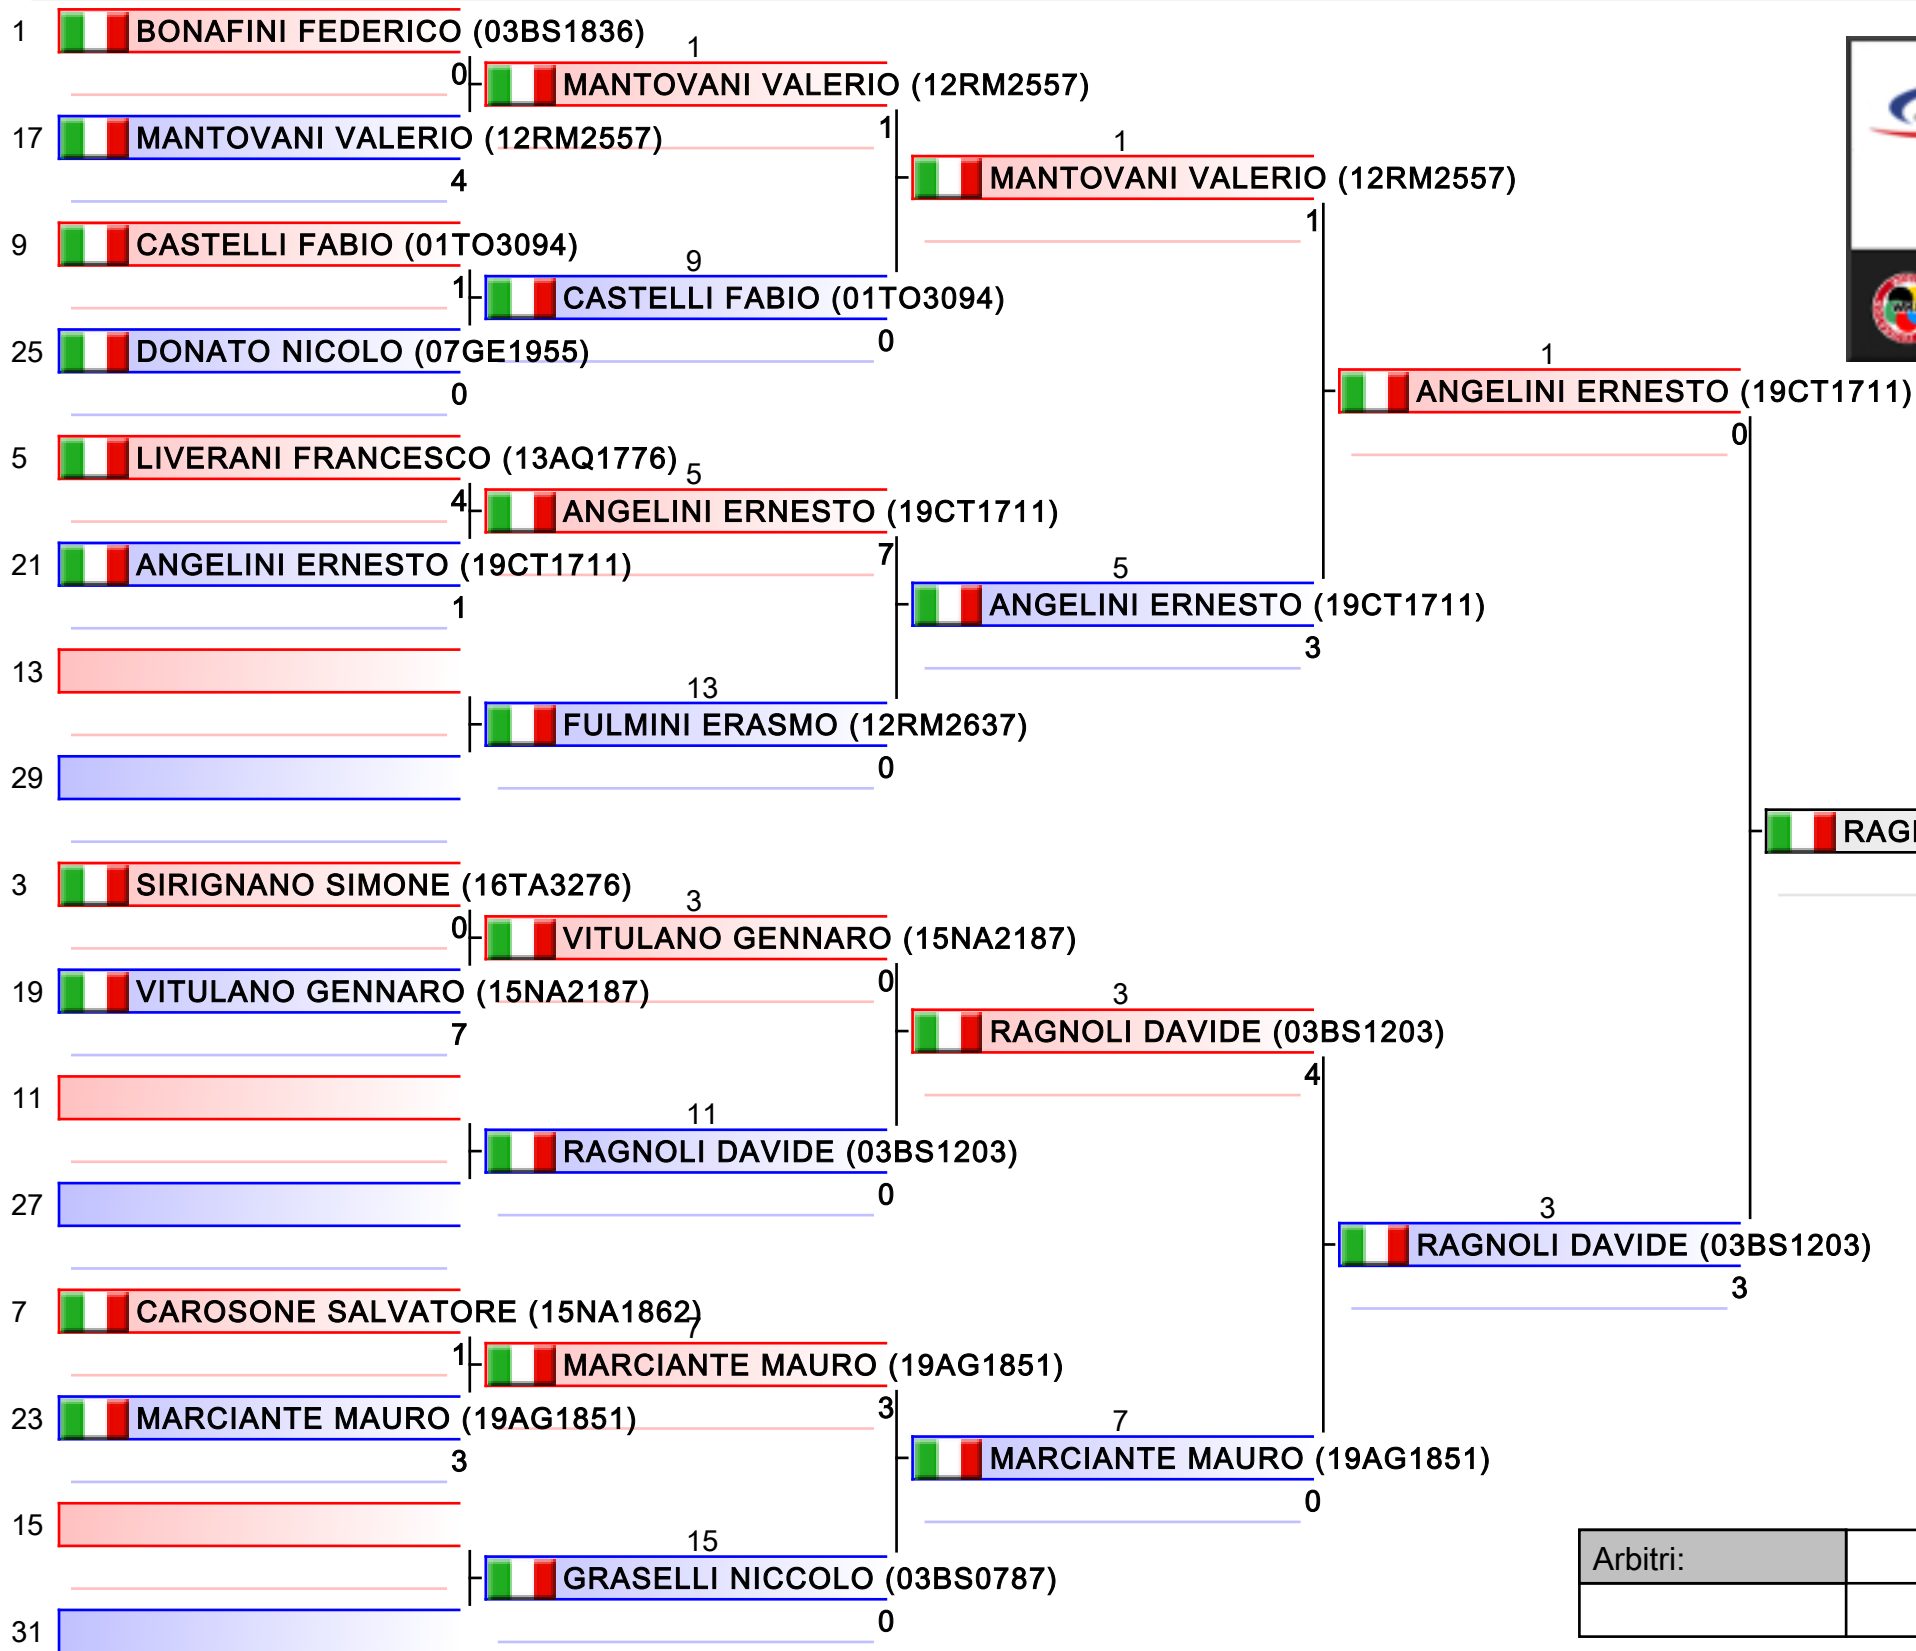 1 BONAFINI FEDERICO (03BS1836)
0
17 MANTOVANI VALERIO (12RM2557)
4
9 CASTELLI FABIO (01TO3094)
1
25 DONATO NICOLO (07GE1955)
0
5 LIVERANI FRANCESCO (13AQ1776)
4
21 ANGELINI ERNESTO (19CT1711)
1
13
29
3 SIRIGNANO SIMONE (16TA3276)
0
19 VITULANO GENNARO (15NA2187)
7
11
27
7 CAROSONE SALVATORE (15NA1862)
1
23 MARCIANTE MAURO (19AG1851)
3
15
31
1
MANTOVANI VALERIO (12RM2557)
1
9
CASTELLI FABIO (01TO3094)
0
5
ANGELINI ERNESTO (19CT1711)
7
13
FULMINI ERASMO (12RM2637)
0
3
VITULANO GENNARO (15NA2187)
0
11
RAGNOLI DAVIDE (03BS1203)
0
7
MARCIANTE MAURO (19AG1851)
3
15
GRASELLI NICCOLO (03BS0787)
0
1
MANTOVANI VALERIO (12RM2557)
1
5
ANGELINI ERNESTO (19CT1711)
3
3
RAGNOLI DAVIDE (03BS1203)
4
7
MARCIANTE MAURO (19AG1851)
0
1
ANGELINI ERNESTO (19CT1711)
0
3
RAGNOLI DAVIDE (03BS1203)
3
Arbitri: